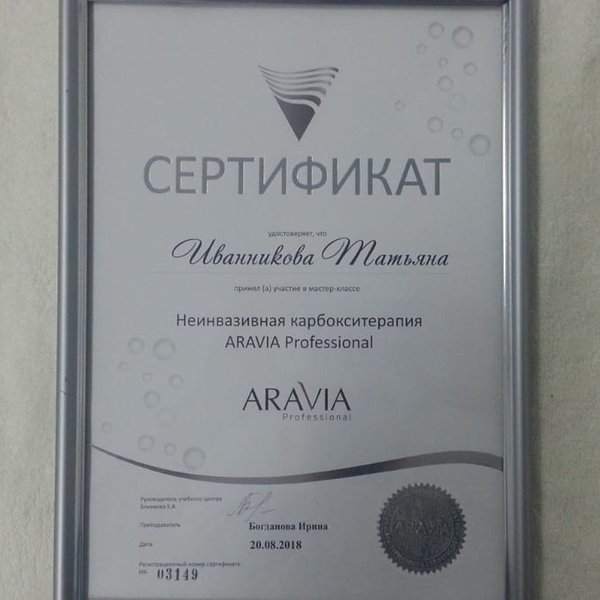 СЕРТИФИКАТ
удостоверяет, что
Иванникова Татьяна
принял (а) участие в мастер-классе
Неинвазивная карбокситерапия
ARAVIA Professional
ARAVIA
Professional
Руководитель учебного центра
Е.А.
Преподаватель
Богданова Ирина
Дата:
20.08.2018
Регистрационный номер сертификата:
03149
ARAVIA